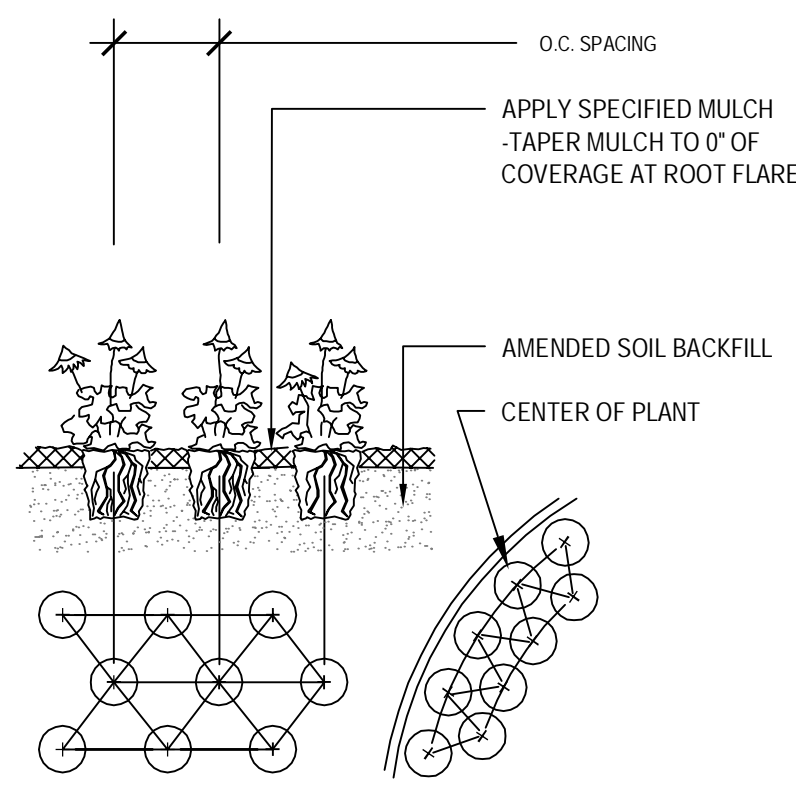 O.C. SPACING
APPLY SPECIFIED MULCH
-TAPER MULCH TO 0" OF
COVERAGE AT ROOT FLARE
AMENDED SOIL BACKFILL
CENTER OF PLANT